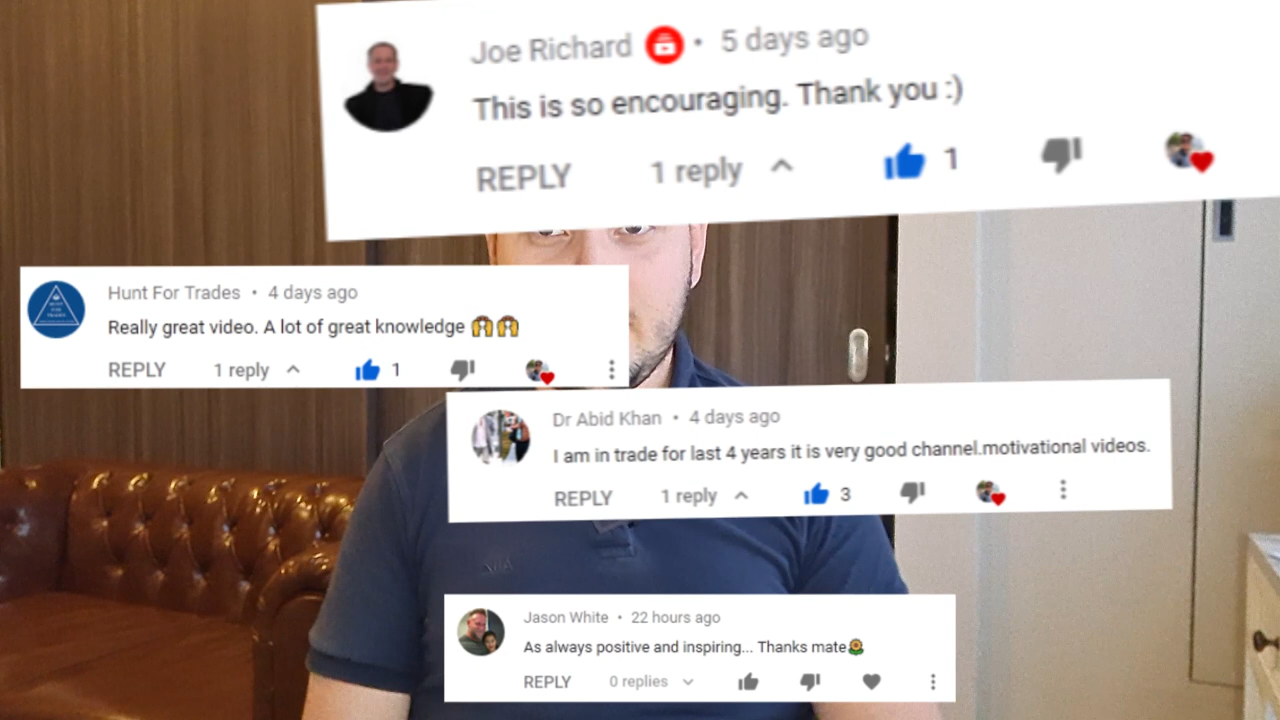 Joe Richard • 5 days ago
This is so encouraging. Thank you :)
REPLY 1 reply 1
Hunt For Trades • 4 days ago
Really great video. A lot of great knowledge 🙌🙌
REPLY 1 reply 1
HUNT
FOR
TRADES
Dr Abid Khan • 4 days ago
I am in trade for last 4 years it is very good channel.motivational videos.
REPLY 1 reply 3
Jason White • 22 hours ago
As always positive and inspiring... Thanks mate🌻
REPLY 0 replies